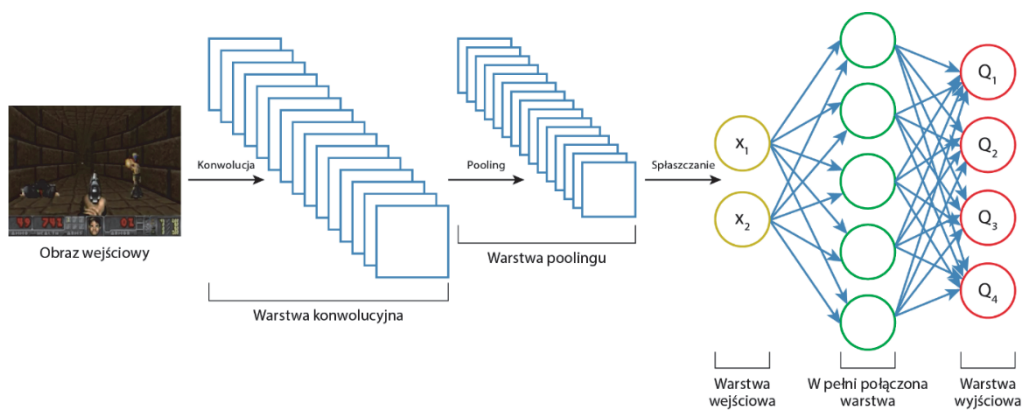 Obraz wejściowy
Konwolucja
Warstwa konwolucyjna
Pooling
Warstwa poolingu
Spłaszczanie
x1
x2
Q1
Q2
Q3
Q4
Warstwa
wejściowa
W pełni połączona
warstwa
Warstwa
wyjściowa